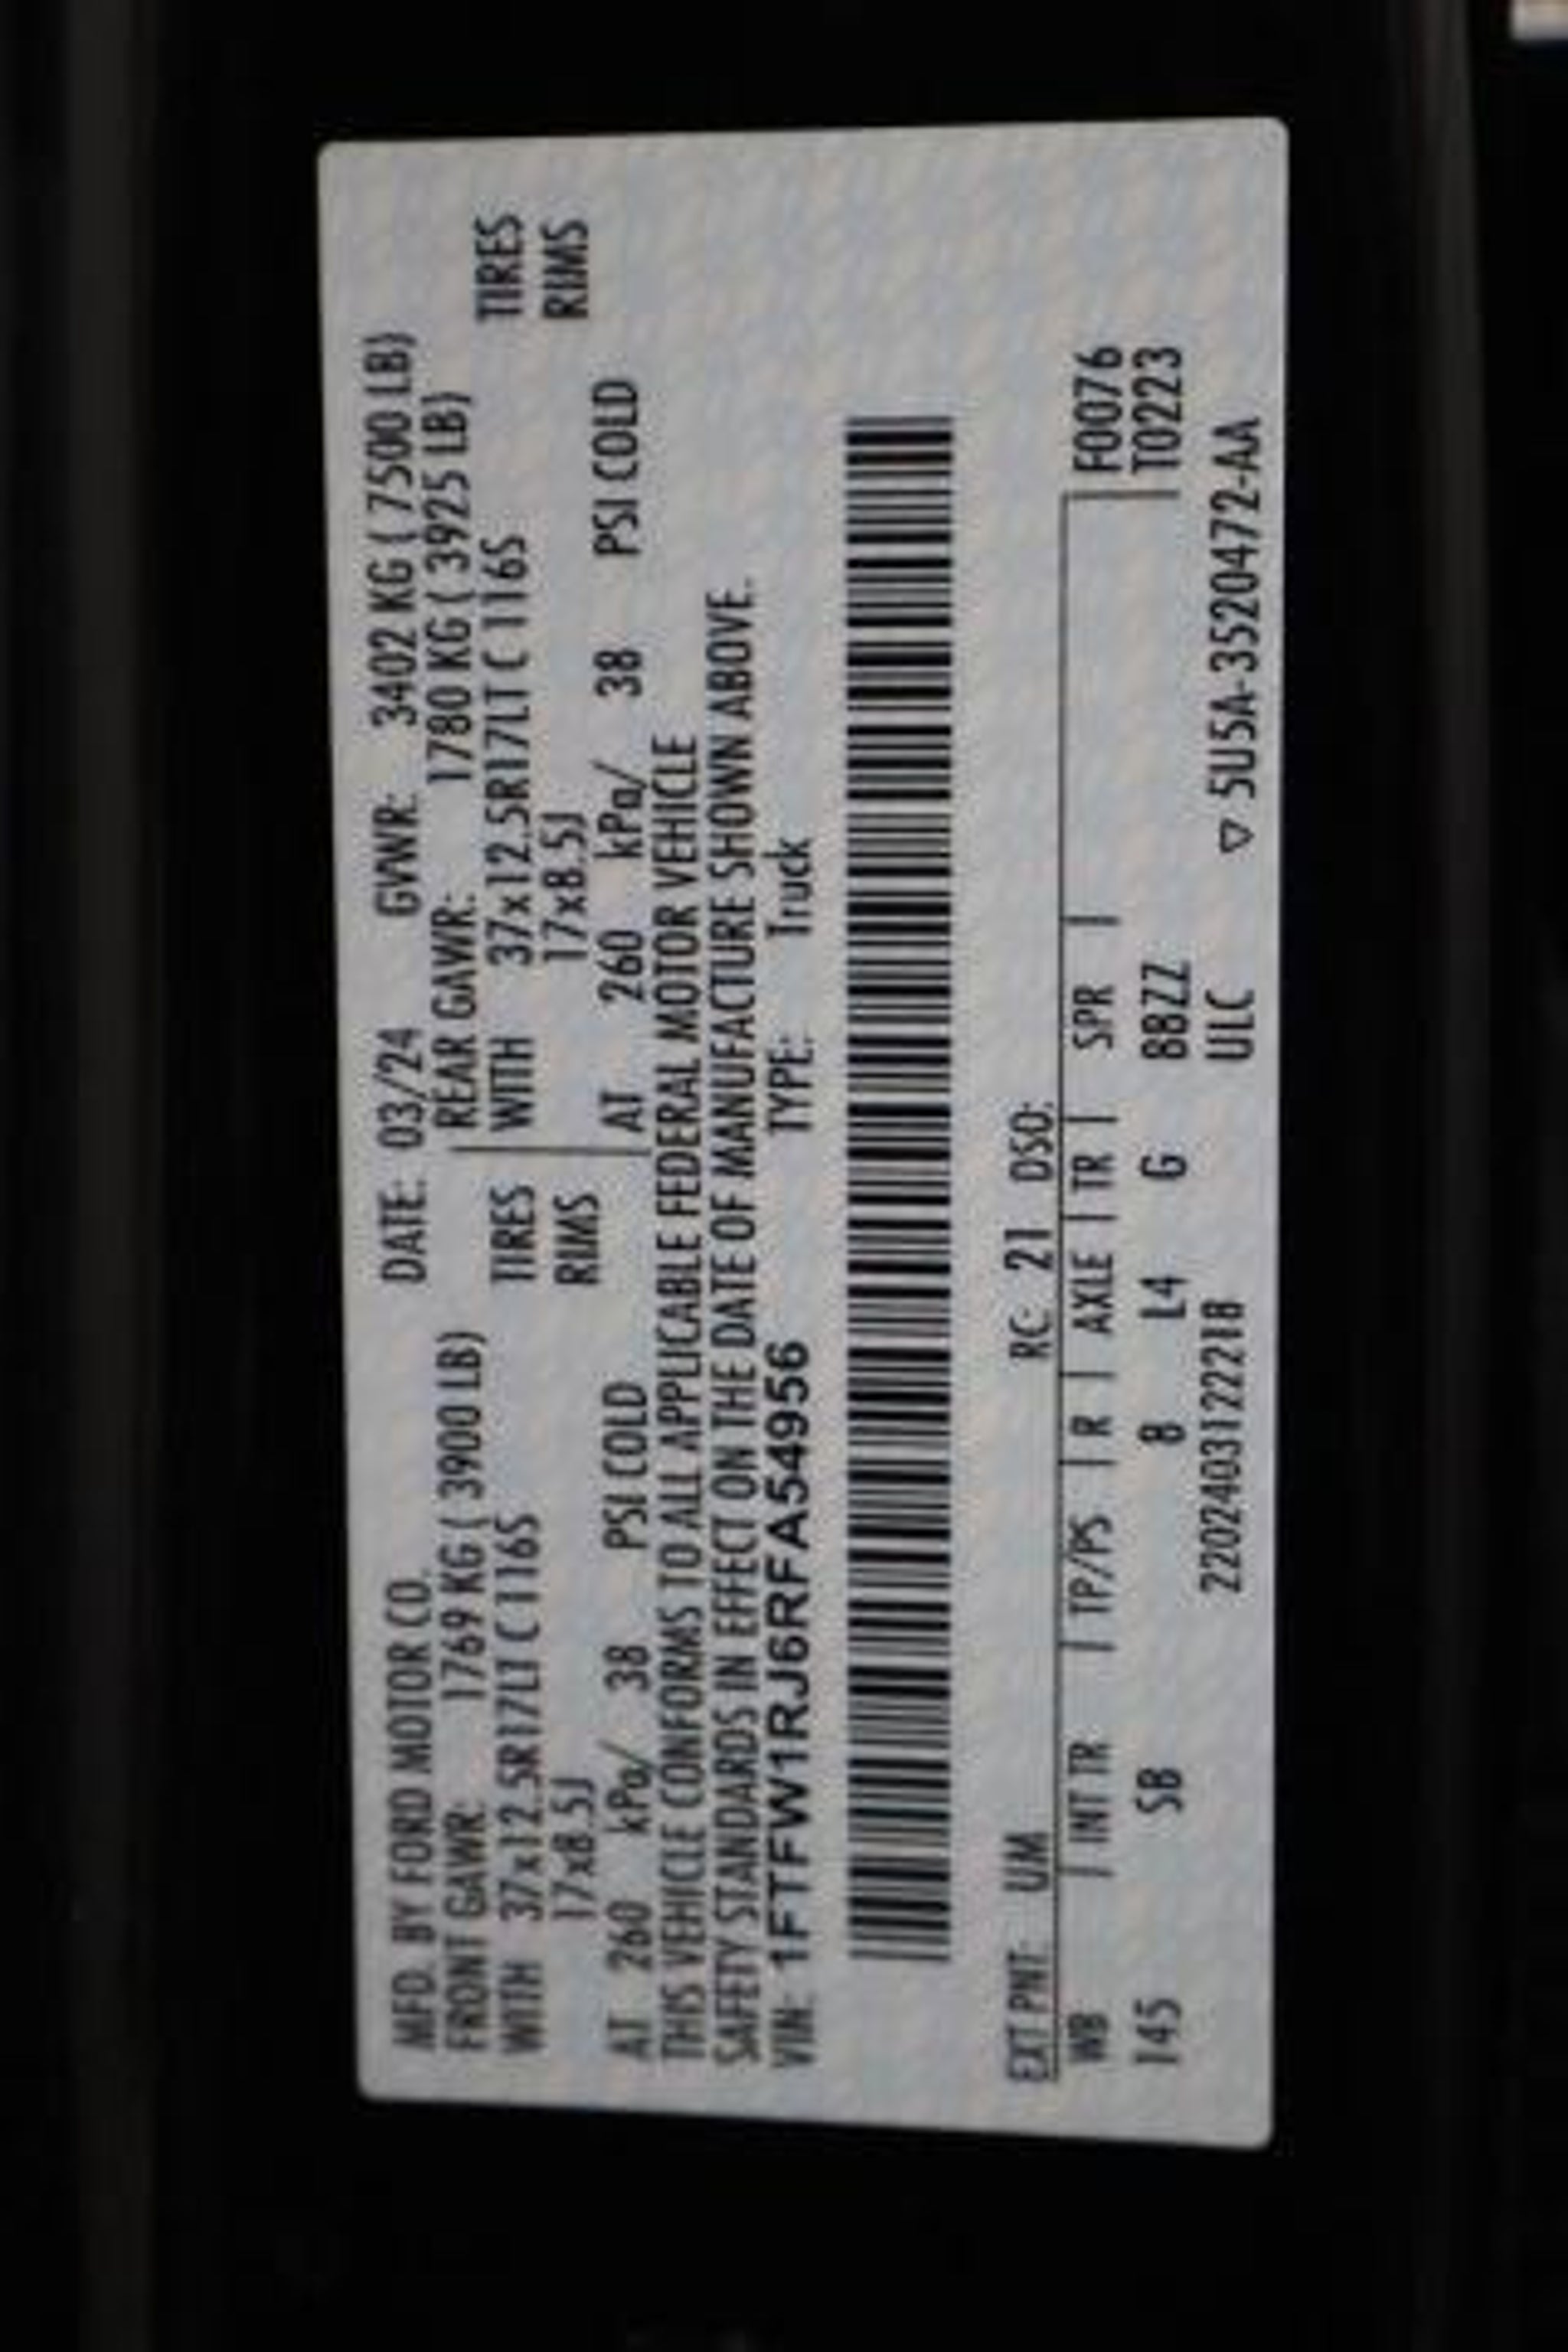 MFD. BY FORD MOTOR CO. DATE: 03/24 GVWR: 3402 KG ( 7500 LB)
FRONT GAWR: 1769 KG ( 3900 LB) REAR GAWR: 1780 KG ( 3925 LB)
WITH 37x12.5R17LT C 116S TIRES WITH 37x12.5R17LT C 116S TIRES
17x8.5J RIMS 17x8.5J RIMS
AT 260 kPa/ 38 PSI COLD AT 260 kPa/ 38 PSI COLD
THIS VEHICLE CONFORMS TO ALL APPLICABLE FEDERAL MOTOR VEHICLE
SAFETY STANDARDS IN EFFECT ON THE DATE OF MANUFACTURE SHOWN ABOVE.
VIN: 1FTFW1RJ6RFA54956 TYPE: Truck
EXT PNT: UM RC: 21 DSO:
WB | INT TR | TP/PS | R | AXLE | TR | SPR | F0076
145 SB 8 L4 G BBZZ T0223
22024031222218 ULC ▽ 5U5A-3520472-AA